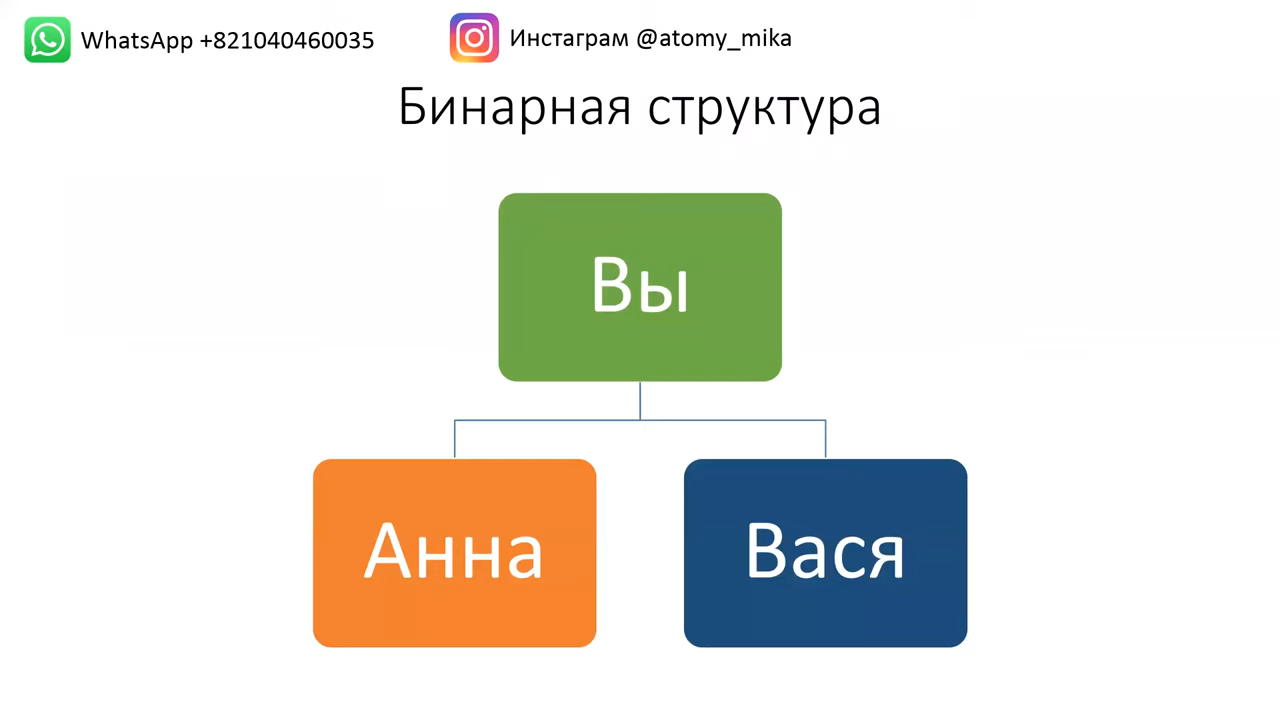 WhatsApp +821040460035
Инстаграм @atomy_mika
Бинарная структура
Вы
Анна
Вася